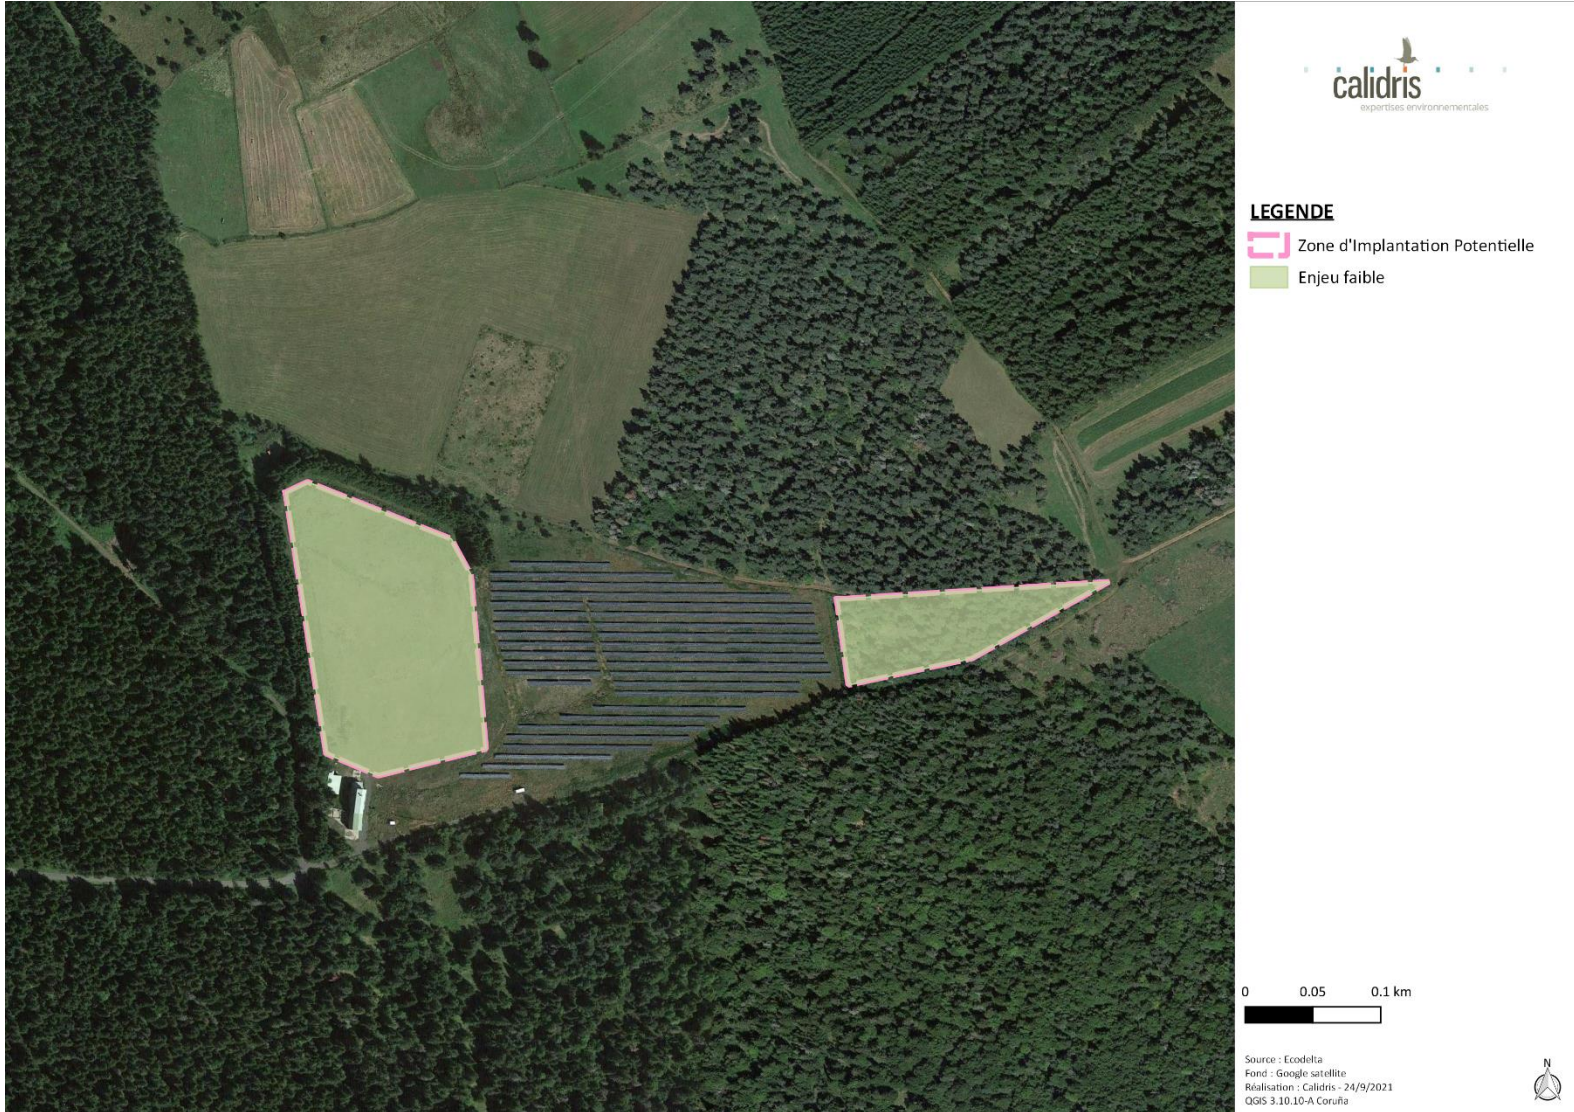 calidris
expertises environnementales
LEGENDE
Zone d'Implantation Potentielle
Enjeu faible
0 0.05 0.1 km
Source : Ecodelta
Fond : Google satellite
Réalisation : Calidris - 24/9/2021
QGIS 3.10.10-A Coruña
N